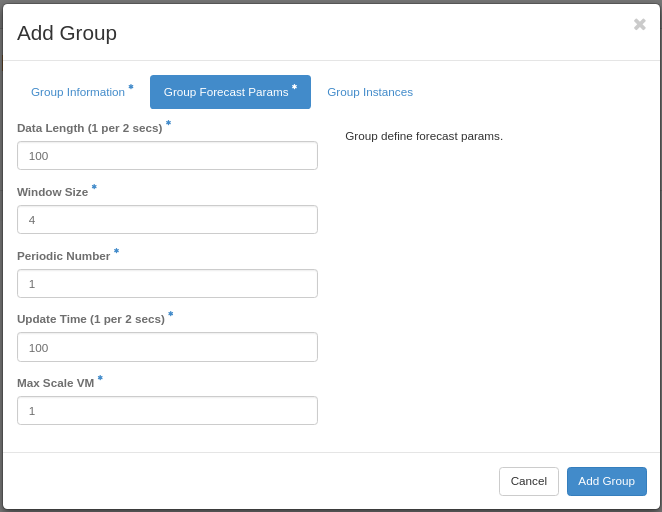 Add Group
×
Group Information *
Group Forecast Params *
Group Instances
Data Length (1 per 2 secs) *
100
Group define forecast params.
Window Size *
4
Periodic Number *
1
Update Time (1 per 2 secs) *
100
Max Scale VM *
1
Cancel
Add Group